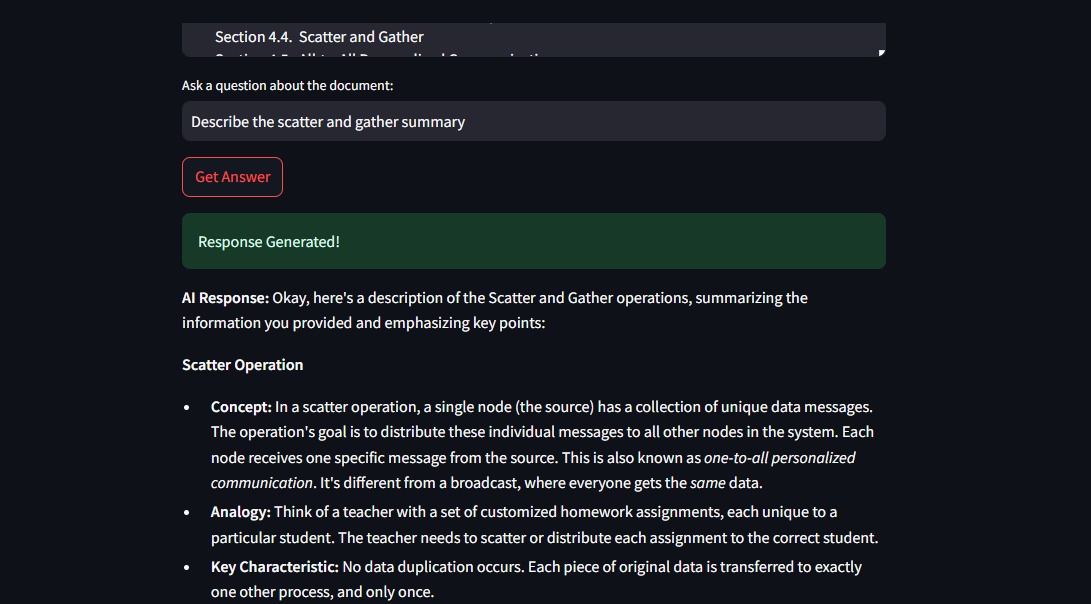 Section 4.4. Scatter and Gather
Ask a question about the document:
Describe the scatter and gather summary
Get Answer
Response Generated!
AI Response: Okay, here's a description of the Scatter and Gather operations, summarizing the
information you provided and emphasizing key points:
Scatter Operation
• Concept: In a scatter operation, a single node (the source) has a collection of unique data messages.
The operation's goal is to distribute these individual messages to all other nodes in the system. Each
node receives one specific message from the source. This is also known as one-to-all personalized
communication. It's different from a broadcast, where everyone gets the same data.
• Analogy: Think of a teacher with a set of customized homework assignments, each unique to a
particular student. The teacher needs to scatter or distribute each assignment to the correct student.
• Key Characteristic: No data duplication occurs. Each piece of original data is transferred to exactly
one other process, and only once.